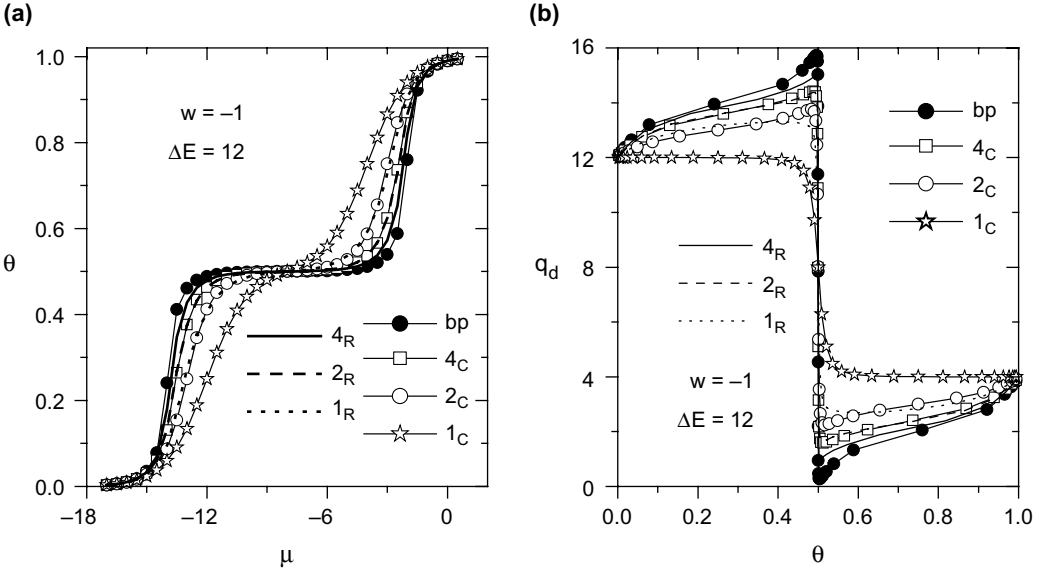 (a)
1.0
0.8
0.6
0.4
0.2
0.0
θ
w = –1
ΔE = 12
4R
2R
1R
bp
4C
2C
1C
–18
–12
–6
0
μ
(b)
16
12
8
4
0
qd
bp
4C
2C
1C
4R
2R
1R
w = –1
ΔE = 12
0.0
0.2
0.4
0.6
0.8
1.0
θ